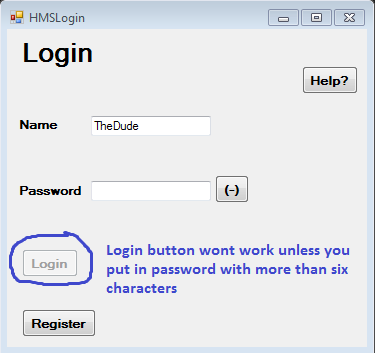 HMSLogin
Login
Help?
Name TheDude
Password (-)
Login
Login button wont work unless you
put in password with more than six
characters
Register